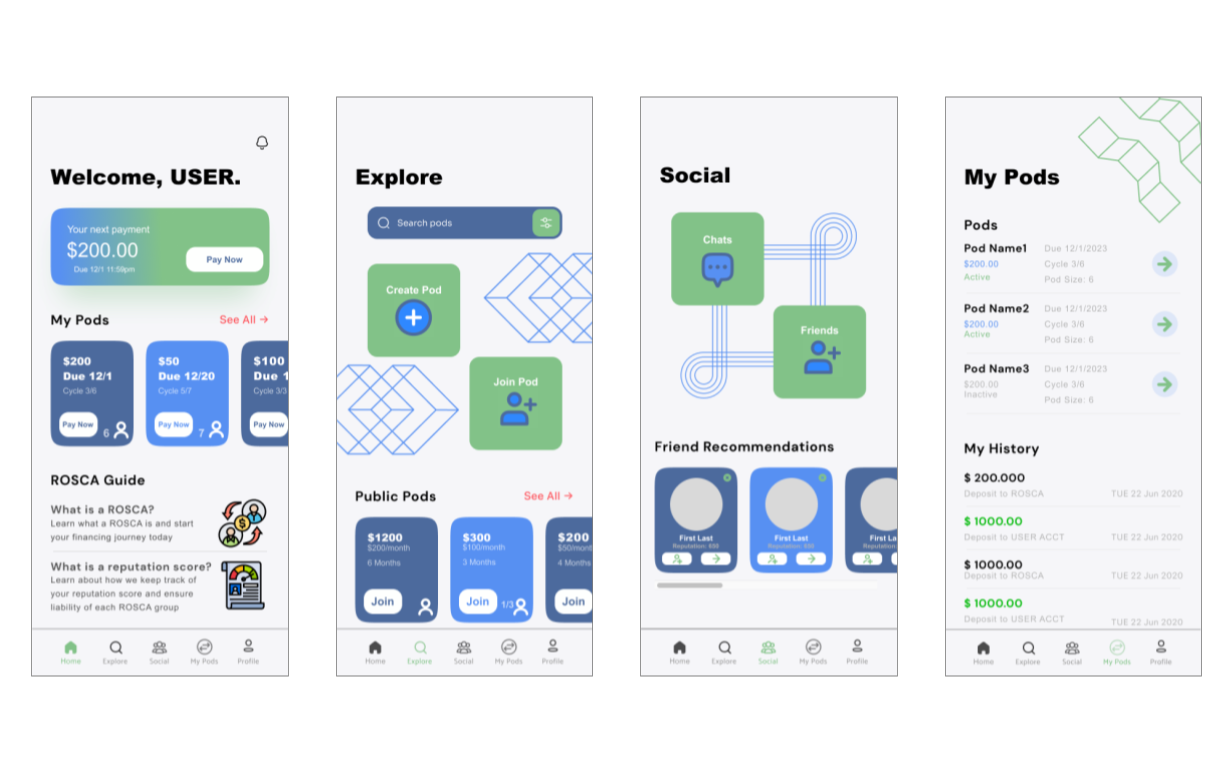 Welcome, USER.
Your next payment
$200.00
Due 12/1 11:59pm
Pay Now
My Pods
See All →
$200
Due 12/1
Cycle 3/6
Pay Now
6
$50
Due 12/20
Cycle 5/7
Pay Now
7
$100
Due 1
Cycle 3/3
Pay Now
ROSCA Guide
What is a ROSCA?
Learn what a ROSCA is and start
your financing journey today
What is a reputation score?
Learn about how we keep track of
your reputation score and ensure
liability of each ROSCA group
Home
Explore
Social
My Pods
Profile
Explore
Search pods
Create Pod
Join Pod
Public Pods
See All →
$1200
$200/month
6 Months
Join
$300
$100/month
3 Months
Join
1/3
$200
$50/mont
4 Months
Join
Home
Explore
Social
My Pods
Profile
Social
Chats
Friends
Friend Recommendations
First Last
Reputation: 650
First Last
Reputation: 550
First La
Reputation
Home
Explore
Social
My Pods
Profile
My Pods
Pods
Pod Name1
$200.00
Active
Due 12/1/2023
Cycle 3/6
Pod Size: 6
Pod Name2
$200.00
Active
Due 12/1/2023
Cycle 3/6
Pod Size: 6
Pod Name3
$200.00
Inactive
Due 12/1/2023
Cycle 3/6
Pod Size: 6
My History
$ 200.000
Deposit to ROSCA TUE 22 Jun 2020
$ 1000.00
Deposit to USER ACCT TUE 22 Jun 2020
$ 1000.00
Deposit to ROSCA TUE 22 Jun 2020
$ 1000.00
Deposit to USER ACCT TUE 22 Jun 2020
Home
Explore
Social
My Pods
Profile